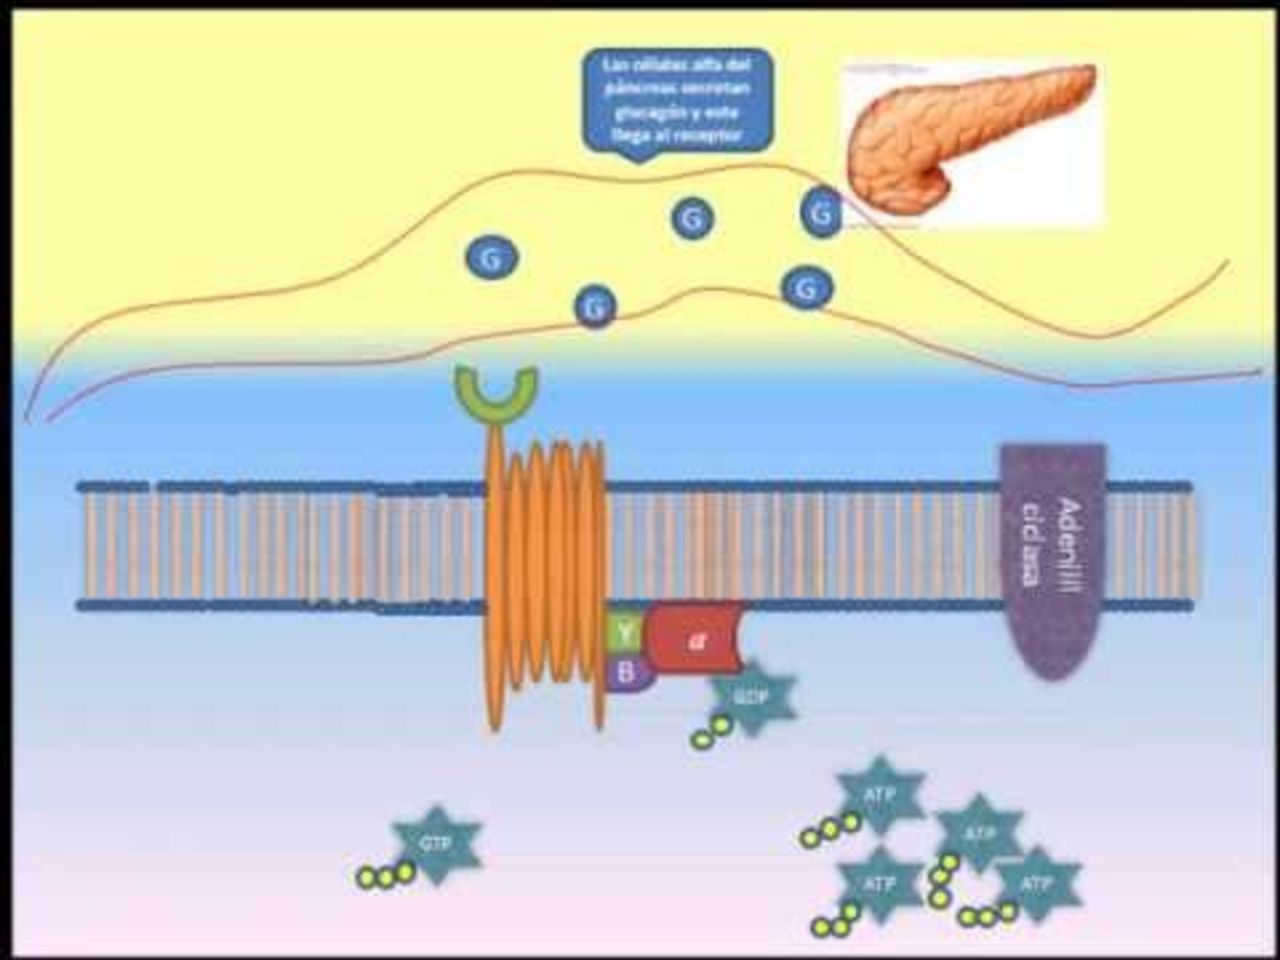 Las células alfa del
páncreas secretan
glucagón y este
llega al receptor
G
G
G
G
G
Adenilil
ciclasa
Y
α
B
GDP
ATP
GTP
ATP
ATP
ATP